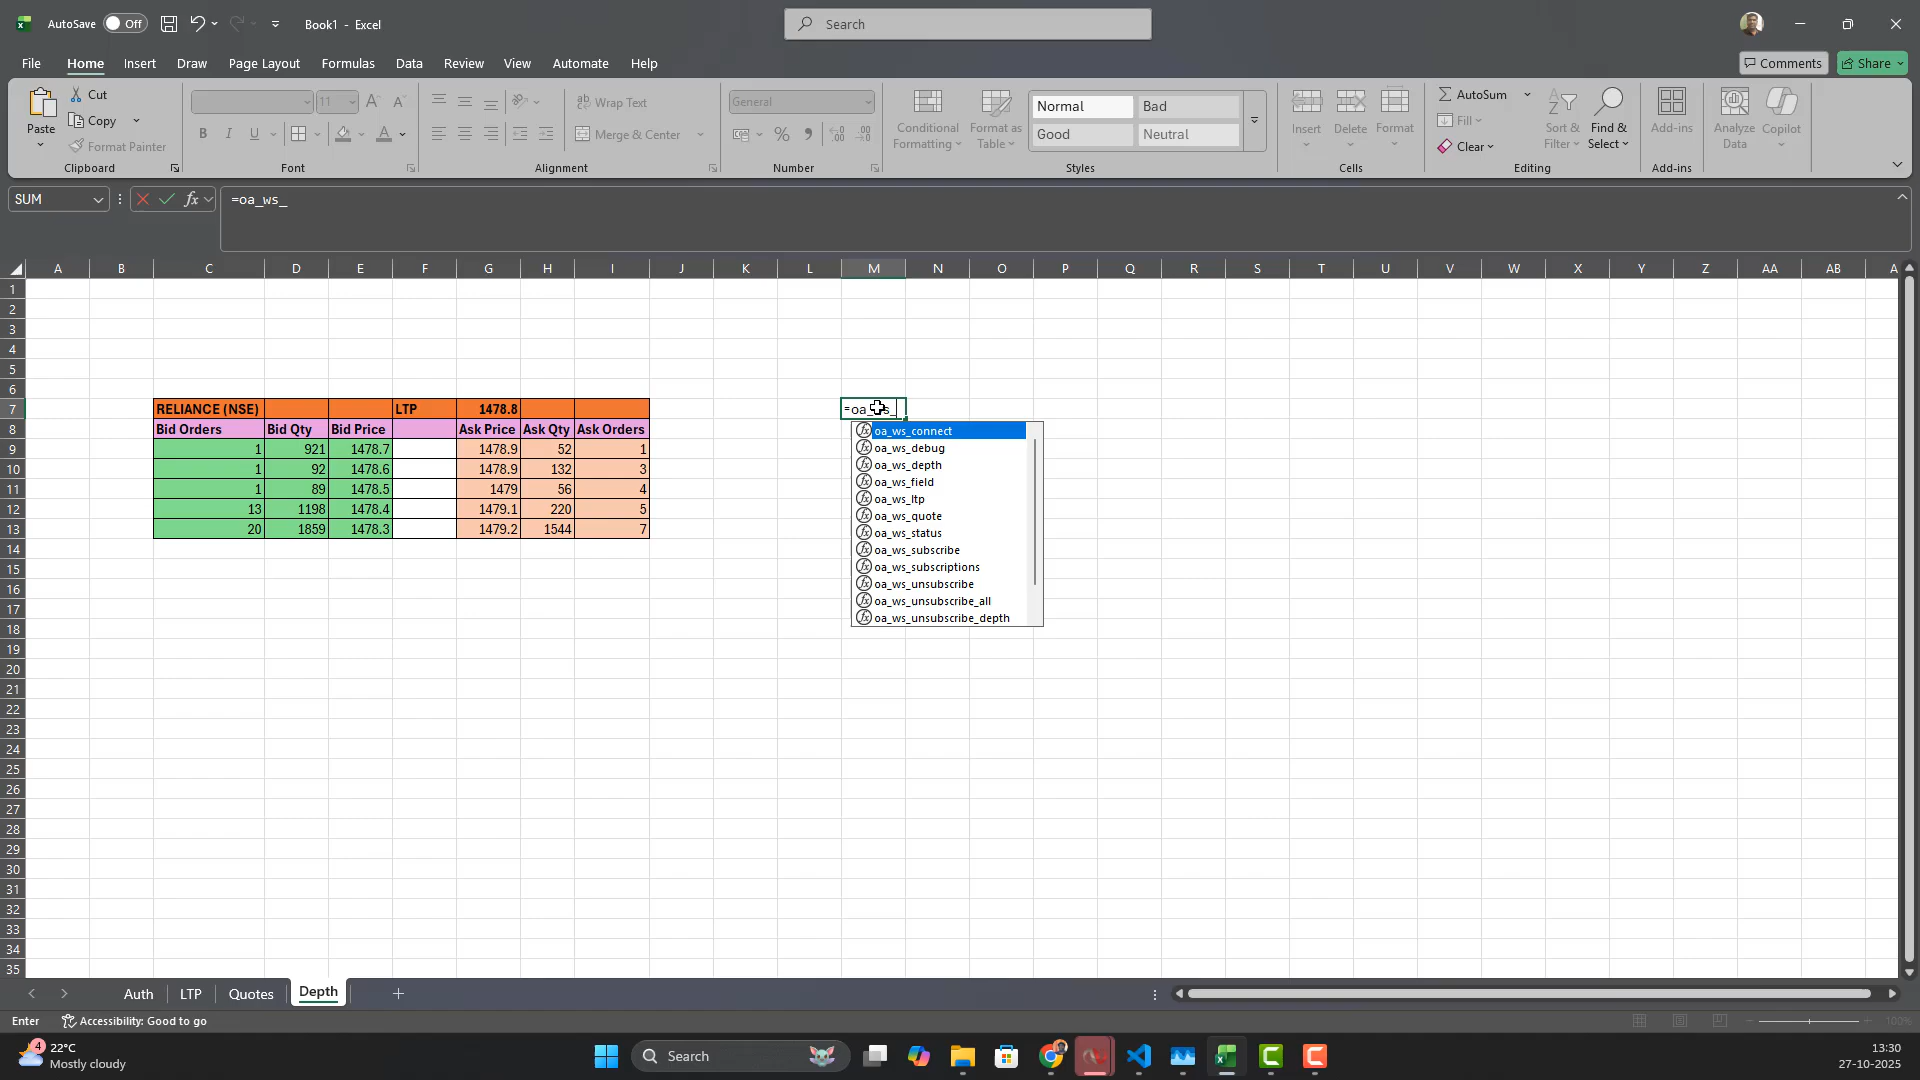 AutoSave Off Book1 - Excel Search
File Home Insert Draw Page Layout Formulas Data Review View Automate Help Comments Share
Paste Cut Copy Format Painter Clipboard
11 B I U Font
Wrap Text Merge & Center Alignment
General % Number
Conditional Formatting Format as Table Normal Bad Good Neutral Styles
Insert Delete Format Cells
AutoSum Fill Clear Sort & Filter Find & Select Editing
Add-ins Add-ins
Analyze Data Copilot
SUM fx =oa_ws_
A B C D E F G H I J K L M N O P Q R S T U V W X Y Z AA AB A
1
2
3
4
5
6
7 RELIANCE (NSE) LTP 1478.8 =oa_ws_
8 Bid Orders Bid Qty Bid Price Ask Price Ask Qty Ask Orders
9 1 921 1478.7 1478.9 52 1
10 1 92 1478.6 1478.9 132 3
11 1 89 1478.5 1479 56 4
12 13 1198 1478.4 1479.1 220 5
13 20 1859 1478.3 1479.2 1544 7
oa_ws_connect
oa_ws_debug
oa_ws_depth
oa_ws_field
oa_ws_ltp
oa_ws_quote
oa_ws_status
oa_ws_subscribe
oa_ws_subscriptions
oa_ws_unsubscribe
oa_ws_unsubscribe_all
oa_ws_unsubscribe_depth
14
15
16
17
18
19
20
21
22
23
24
25
26
27
28
29
30
31
32
33
34
35
Auth LTP Quotes Depth
Enter Accessibility: Good to go 100%
4 22°C
Mostly cloudy
Search
13:30
27-10-2025